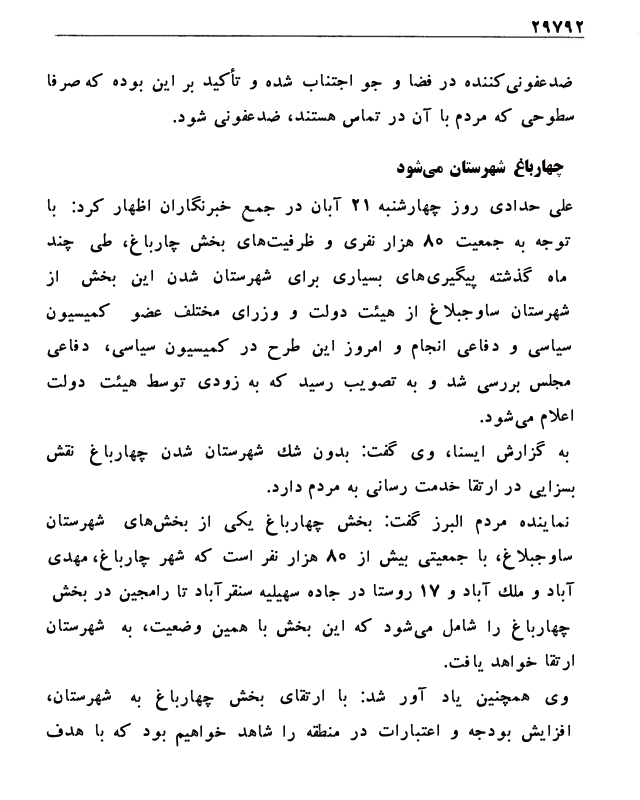 ۲۹۷۹۲
ضدعفونی‌کننده در فضا و جو اجتناب شده و تأکید بر این بوده که صرفا
سطوحی که مردم با آن در تماس هستند، ضدعفونی شود.
چهارباغ شهرستان می‌شود
علی حدادی روز چهارشنبه ۲۱ آبان در جمع خبرنگاران اظهار کرد: با
توجه به جمعیت ۸۰ هزار نفری و ظرفیت‌های بخش چارباغ، طی چند
ماه گذشته پیگیری‌های بسیاری برای شهرستان شدن این بخش از
شهرستان ساوجبلاغ از هیئت دولت و وزرای مختلف عضو کمیسیون
سیاسی و دفاعی انجام و امروز این طرح در کمیسیون سیاسی، دفاعی
مجلس بررسی شد و به تصویب رسید که به زودی توسط هیئت دولت
اعلام می‌شود.
به گزارش ایسنا، وی گفت: بدون شك شهرستان شدن چهارباغ نقش
بسزایی در ارتقا خدمت رسانی به مردم دارد.
نماینده مردم البرز گفت: بخش چهارباغ یکی از بخش‌های شهرستان
ساوجبلاغ، با جمعیتی بیش از ۸۰ هزار نفر است که شهر چارباغ، مهدی
آباد و ملك آباد و ۱۷ روستا در جاده سهیلیه سنقرآباد تا رامجین در بخش
چهارباغ را شامل می‌شود که این بخش با همین وضعیت، به شهرستان
ارتقا خواهد یافت.
وی همچنین یاد آور شد: با ارتقای بخش چهارباغ به شهرستان،
افزایش بودجه و اعتبارات در منطقه را شاهد خواهیم بود که با هدف